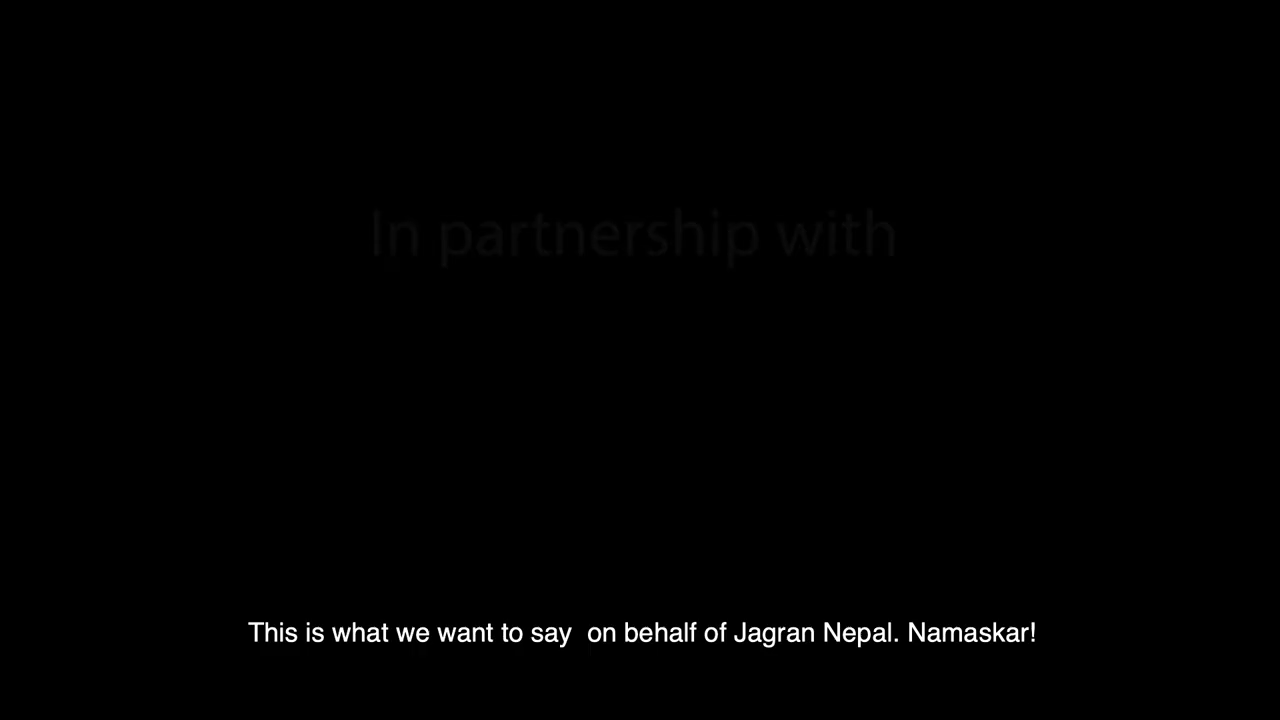 In partnership with
This is what we want to say  on behalf of Jagran Nepal. Namaskar!